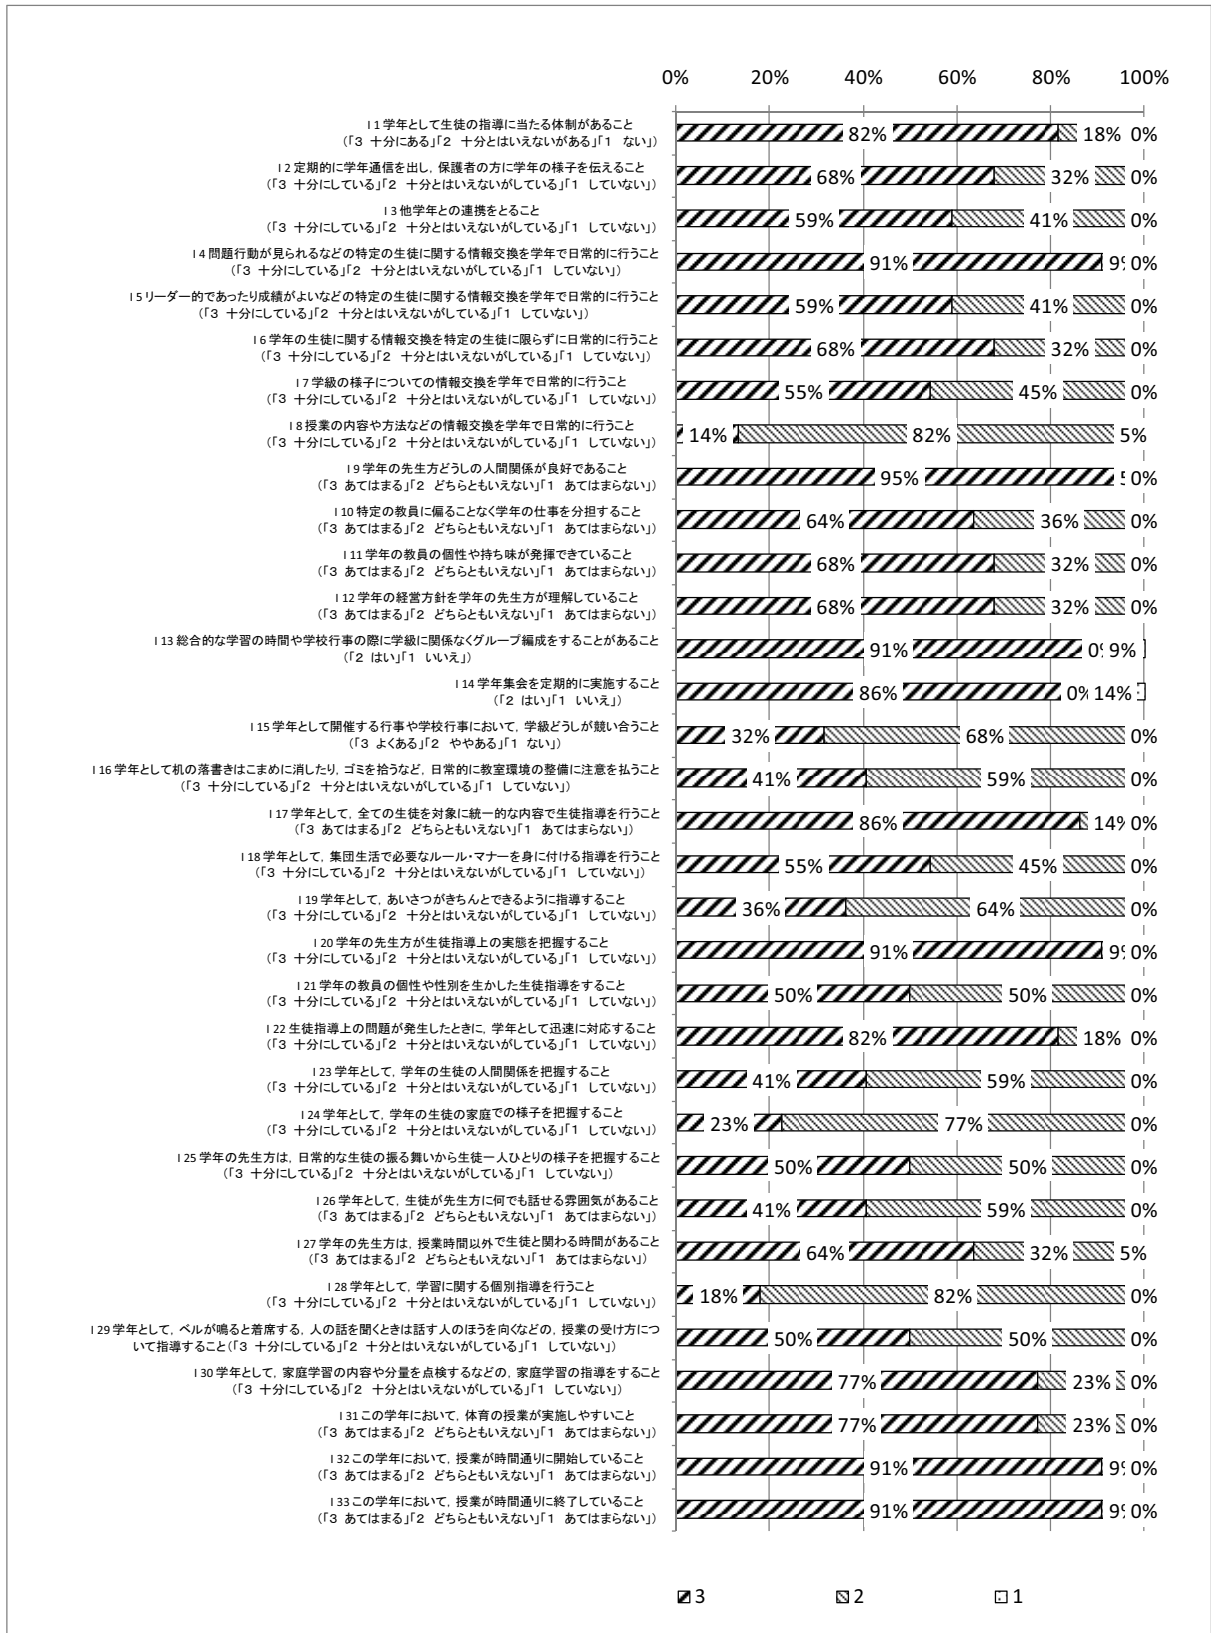 0% 20% 40% 60% 80% 100%
I 1 学年として生徒の指導に当たる体制があること
(「3 十分にある」「2 十分とはいえないがある」「1 ない」)
82% 18% 0%
I 2 定期的に学年通信を出し，保護者の方に学年の様子を伝えること
(「3 十分にしている」「2 十分とはいえないがしている」「1 していない」)
68% 32% 0%
I 3 他学年との連携をとること
(「3 十分にしている」「2 十分とはいえないがしている」「1 していない」)
59% 41% 0%
I 4 問題行動が見られるなどの特定の生徒に関する情報交換を学年で日常的に行うこと
(「3 十分にしている」「2 十分とはいえないがしている」「1 していない」)
91% 9% 0%
I 5 リーダー的であったり成績がよいなどの特定の生徒に関する情報交換を学年で日常的に行うこと
(「3 十分にしている」「2 十分とはいえないがしている」「1 していない」)
59% 41% 0%
I 6 学年の生徒に関する情報交換を特定の生徒に限らずに日常的に行うこと
(「3 十分にしている」「2 十分とはいえないがしている」「1 していない」)
68% 32% 0%
I 7 学級の様子についての情報交換を学年で日常的に行うこと
(「3 十分にしている」「2 十分とはいえないがしている」「1 していない」)
55% 45% 0%
I 8 授業の内容や方法などの情報交換を学年で日常的に行うこと
(「3 十分にしている」「2 十分とはいえないがしている」「1 していない」)
14% 82% 5%
I 9 学年の先生方どうしの人間関係が良好であること
(「3 あてはまる」「2 どちらともいえない」「1 あてはまらない」)
95% 5 0%
I 10 特定の教員に偏ることなく学年の仕事を分担すること
(「3 あてはまる」「2 どちらともいえない」「1 あてはまらない」)
64% 36% 0%
I 11 学年の教員の個性や持ち味が発揮できていること
(「3 あてはまる」「2 どちらともいえない」「1 あてはまらない」)
68% 32% 0%
I 12 学年の経営方針を学年の先生方が理解していること
(「3 あてはまる」「2 どちらともいえない」「1 あてはまらない」)
68% 32% 0%
I 13 総合的な学習の時間や学校行事の際に学級に関係なくグループ編成をすることがあること
(「2 はい」「1 いいえ」)
91% 0% 9%
I 14 学年集会を定期的に実施すること
(「2 はい」「1 いいえ」)
86% 0% 14%
I 15 学年として開催する行事や学校行事において，学級どうしが競い合うこと
(「3 よくある」「2 ややある」「1 ない」)
32% 68% 0%
I 16 学年として机の落書きはこまめに消したり，ゴミを拾うなど，日常的に教室環境の整備に注意を払うこと
(「3 十分にしている」「2 十分とはいえないがしている」「1 していない」)
41% 59% 0%
I 17 学年として，全ての生徒を対象に統一的な内容で生徒指導を行うこと
(「3 あてはまる」「2 どちらともいえない」「1 あてはまらない」)
86% 14% 0%
I 18 学年として，集団生活で必要なルール・マナーを身に付ける指導を行うこと
(「3 十分にしている」「2 十分とはいえないがしている」「1 していない」)
55% 45% 0%
I 19 学年として，あいさつがきちんとできるように指導すること
(「3 十分にしている」「2 十分とはいえないがしている」「1 していない」)
36% 64% 0%
I 20 学年の先生方が生徒指導上の実態を把握すること
(「3 十分にしている」「2 十分とはいえないがしている」「1 していない」)
91% 9% 0%
I 21 学年の教員の個性や性別を生かした生徒指導をすること
(「3 十分にしている」「2 十分とはいえないがしている」「1 していない」)
50% 50% 0%
I 22 生徒指導上の問題が発生したときに，学年として迅速に対応すること
(「3 十分にしている」「2 十分とはいえないがしている」「1 していない」)
82% 18% 0%
I 23 学年として，学年の生徒の人間関係を把握すること
(「3 十分にしている」「2 十分とはいえないがしている」「1 していない」)
41% 59% 0%
I 24 学年として，学年の生徒の家庭での様子を把握すること
(「3 十分にしている」「2 十分とはいえないがしている」「1 していない」)
23% 77% 0%
I 25 学年の先生方は，日常的な生徒の振る舞いから生徒一人ひとりの様子を把握すること
(「3 十分にしている」「2 十分とはいえないがしている」「1 していない」)
50% 50% 0%
I 26 学年として，生徒が先生方に何でも話せる雰囲気があること
(「3 あてはまる」「2 どちらともいえない」「1 あてはまらない」)
41% 59% 0%
I 27 学年の先生方は，授業時間以外で生徒と関わる時間があること
(「3 あてはまる」「2 どちらともいえない」「1 あてはまらない」)
64% 32% 5%
I 28 学年として，学習に関する個別指導を行うこと
(「3 十分にしている」「2 十分とはいえないがしている」「1 していない」)
18% 82% 0%
I 29 学年として，ベルが鳴ると着席する，人の話を聞くときは話す人のほうを向くなどの，授業の受け方につ
いて指導すること(「3 十分にしている」「2 十分とはいえないがしている」「1 していない」)
50% 50% 0%
I 30 学年として，家庭学習の内容や分量を点検するなどの，家庭学習の指導をすること
(「3 十分にしている」「2 十分とはいえないがしている」「1 していない」)
77% 23% 0%
I 31 この学年において，体育の授業が実施しやすいこと
(「3 あてはまる」「2 どちらともいえない」「1 あてはまらない」)
77% 23% 0%
I 32 この学年において，授業が時間通りに開始していること
(「3 あてはまる」「2 どちらともいえない」「1 あてはまらない」)
91% 9% 0%
I 33 この学年において，授業が時間通りに終了していること
(「3 あてはまる」「2 どちらともいえない」「1 あてはまらない」)
91% 9% 0%
3 2 1